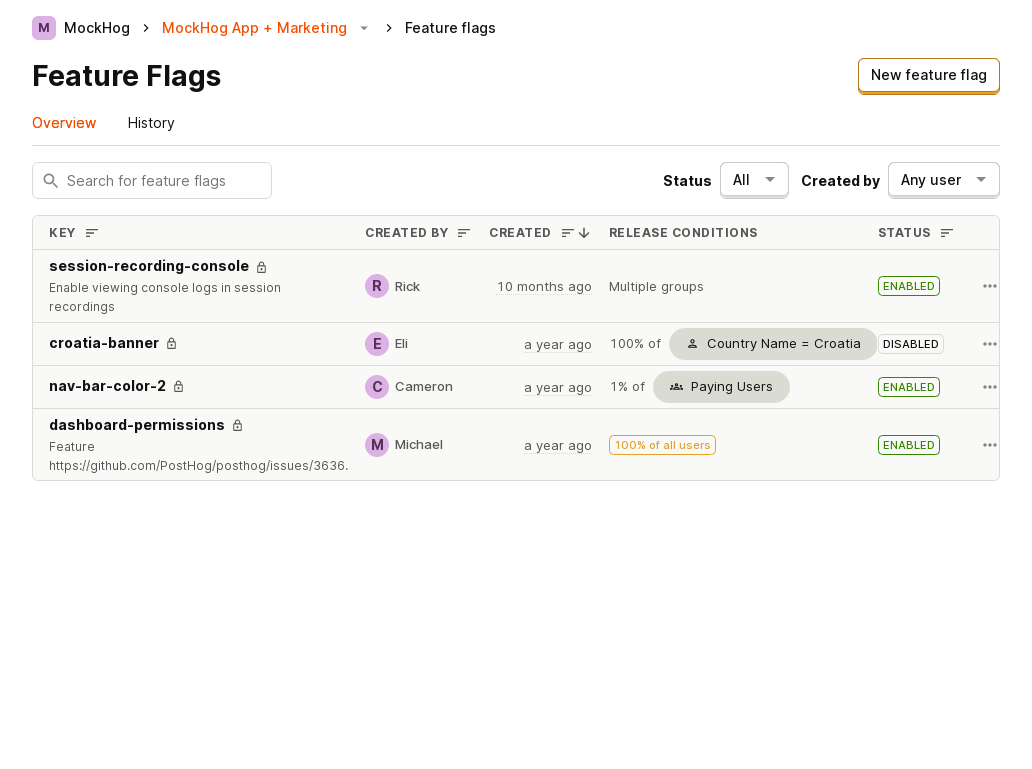 M MockHog MockHog App + Marketing Feature flags
Feature Flags
New feature flag
Overview History
Search for feature flags Status All Created by Any user
KEY CREATED BY CREATED RELEASE CONDITIONS STATUS
session-recording-console
Enable viewing console logs in session
recordings
R Rick 10 months ago Multiple groups ENABLED
croatia-banner E Eli a year ago 100% of Country Name = Croatia DISABLED
nav-bar-color-2 C Cameron a year ago 1% of Paying Users ENABLED
dashboard-permissions
Feature
https://github.com/PostHog/posthog/issues/3636.
M Michael a year ago 100% of all users ENABLED